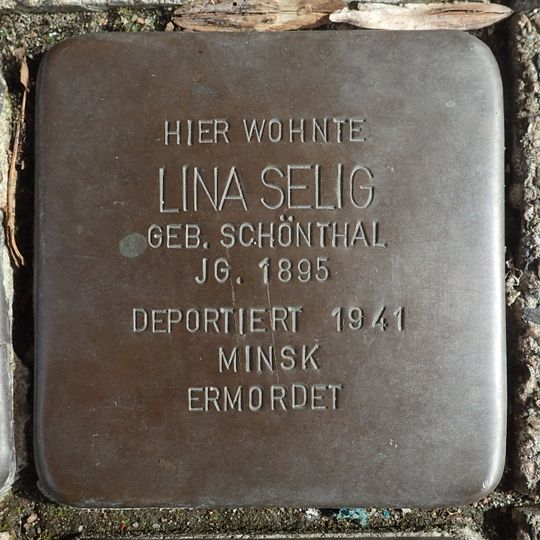 HIER WOHNTE
LINA SELIG
GEB. SCHÖNTHAL
JG. 1895
DEPORTIERT 1941
MINSK
ERMORDET